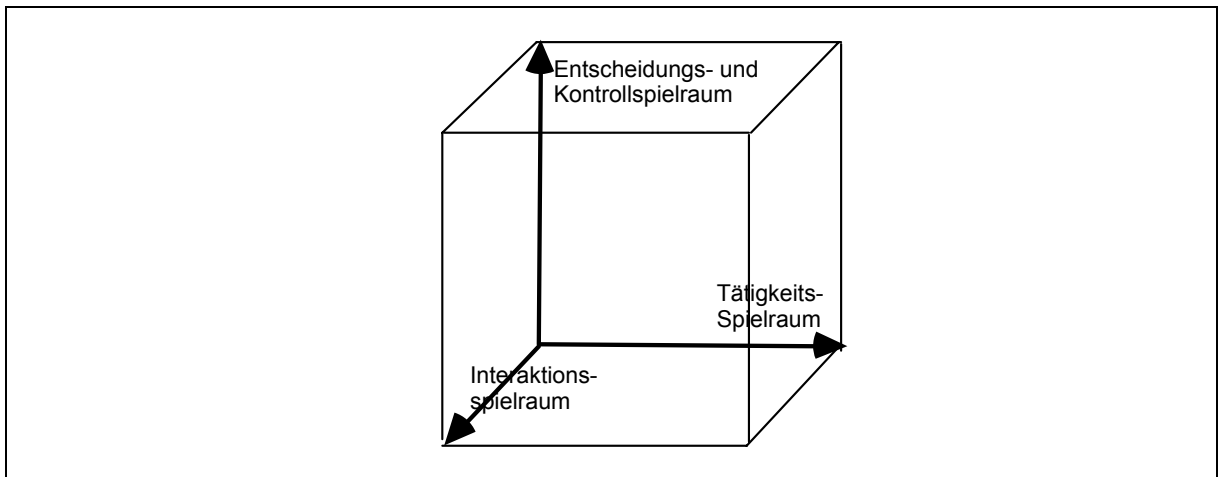 Entscheidungs- und
Kontrollspielraum
Tätigkeits-
Spielraum
Interaktions-
spielraum